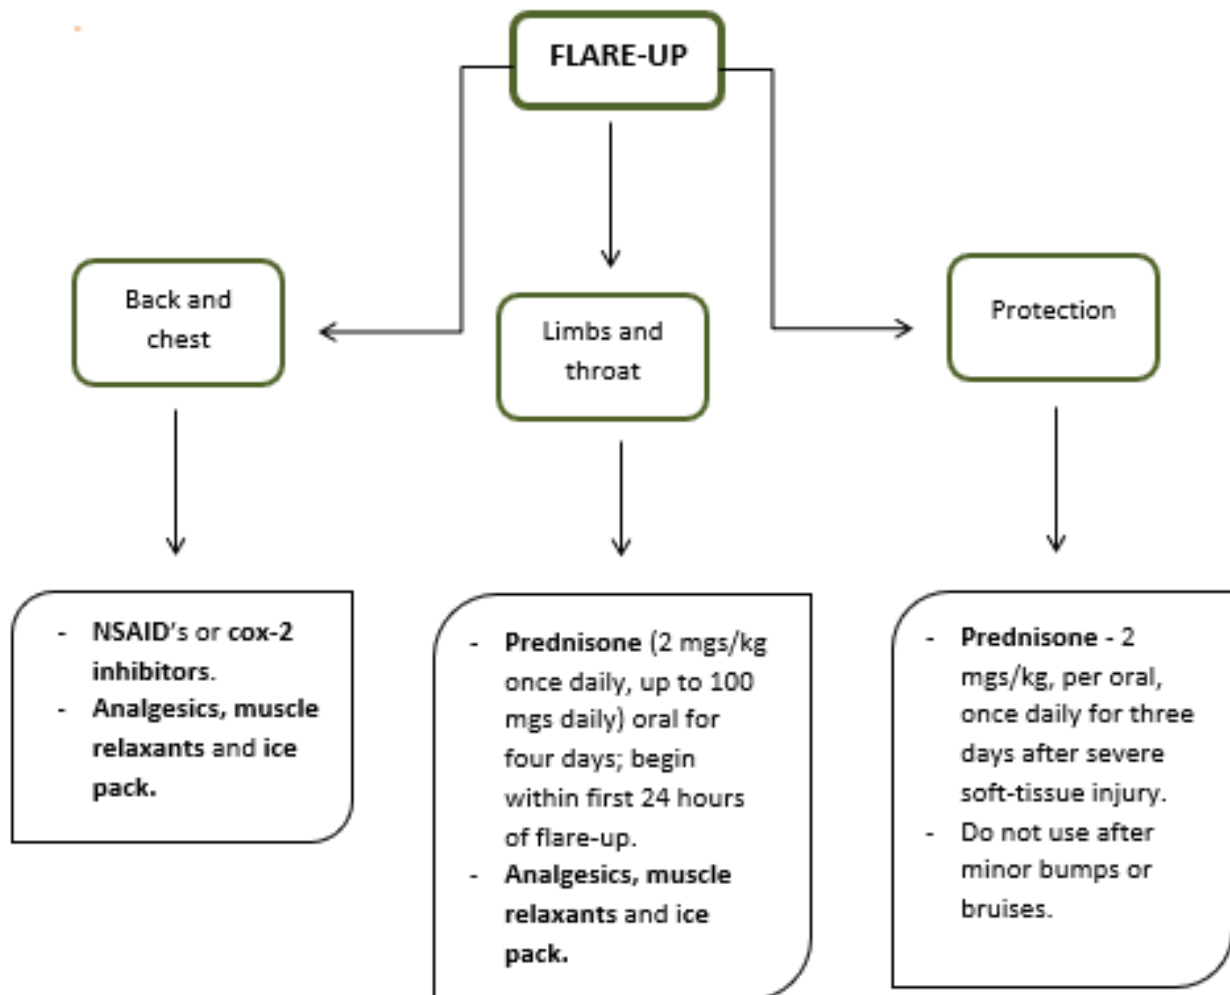 FLARE-UP
Back and
chest
Limbs and
throat
Protection
- NSAID's or cox-2
inhibitors.
- Analgesics, muscle
relaxants and ice
pack.
- Prednisone (2 mgs/kg
once daily, up to 100
mgs daily) oral for
four days; begin
within first 24 hours
of flare-up.
- Analgesics, muscle
relaxants and ice
pack.
- Prednisone - 2
mgs/kg, per oral,
once daily for three
days after severe
soft-tissue injury.
- Do not use after
minor bumps or
bruises.